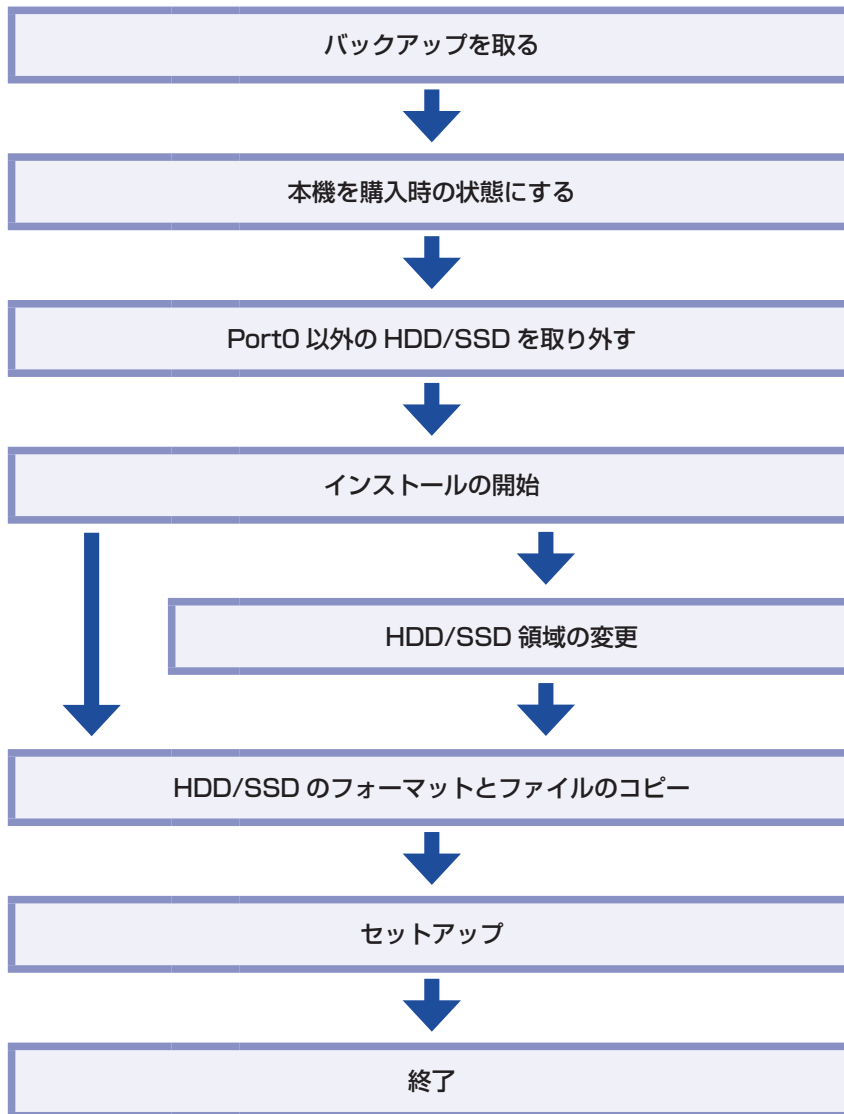 バックアップを取る
本機を購入時の状態にする
Port0 以外の HDD/SSD を取り外す
インストールの開始
HDD/SSD 領域の変更
HDD/SSD のフォーマットとファイルのコピー
セットアップ
終了